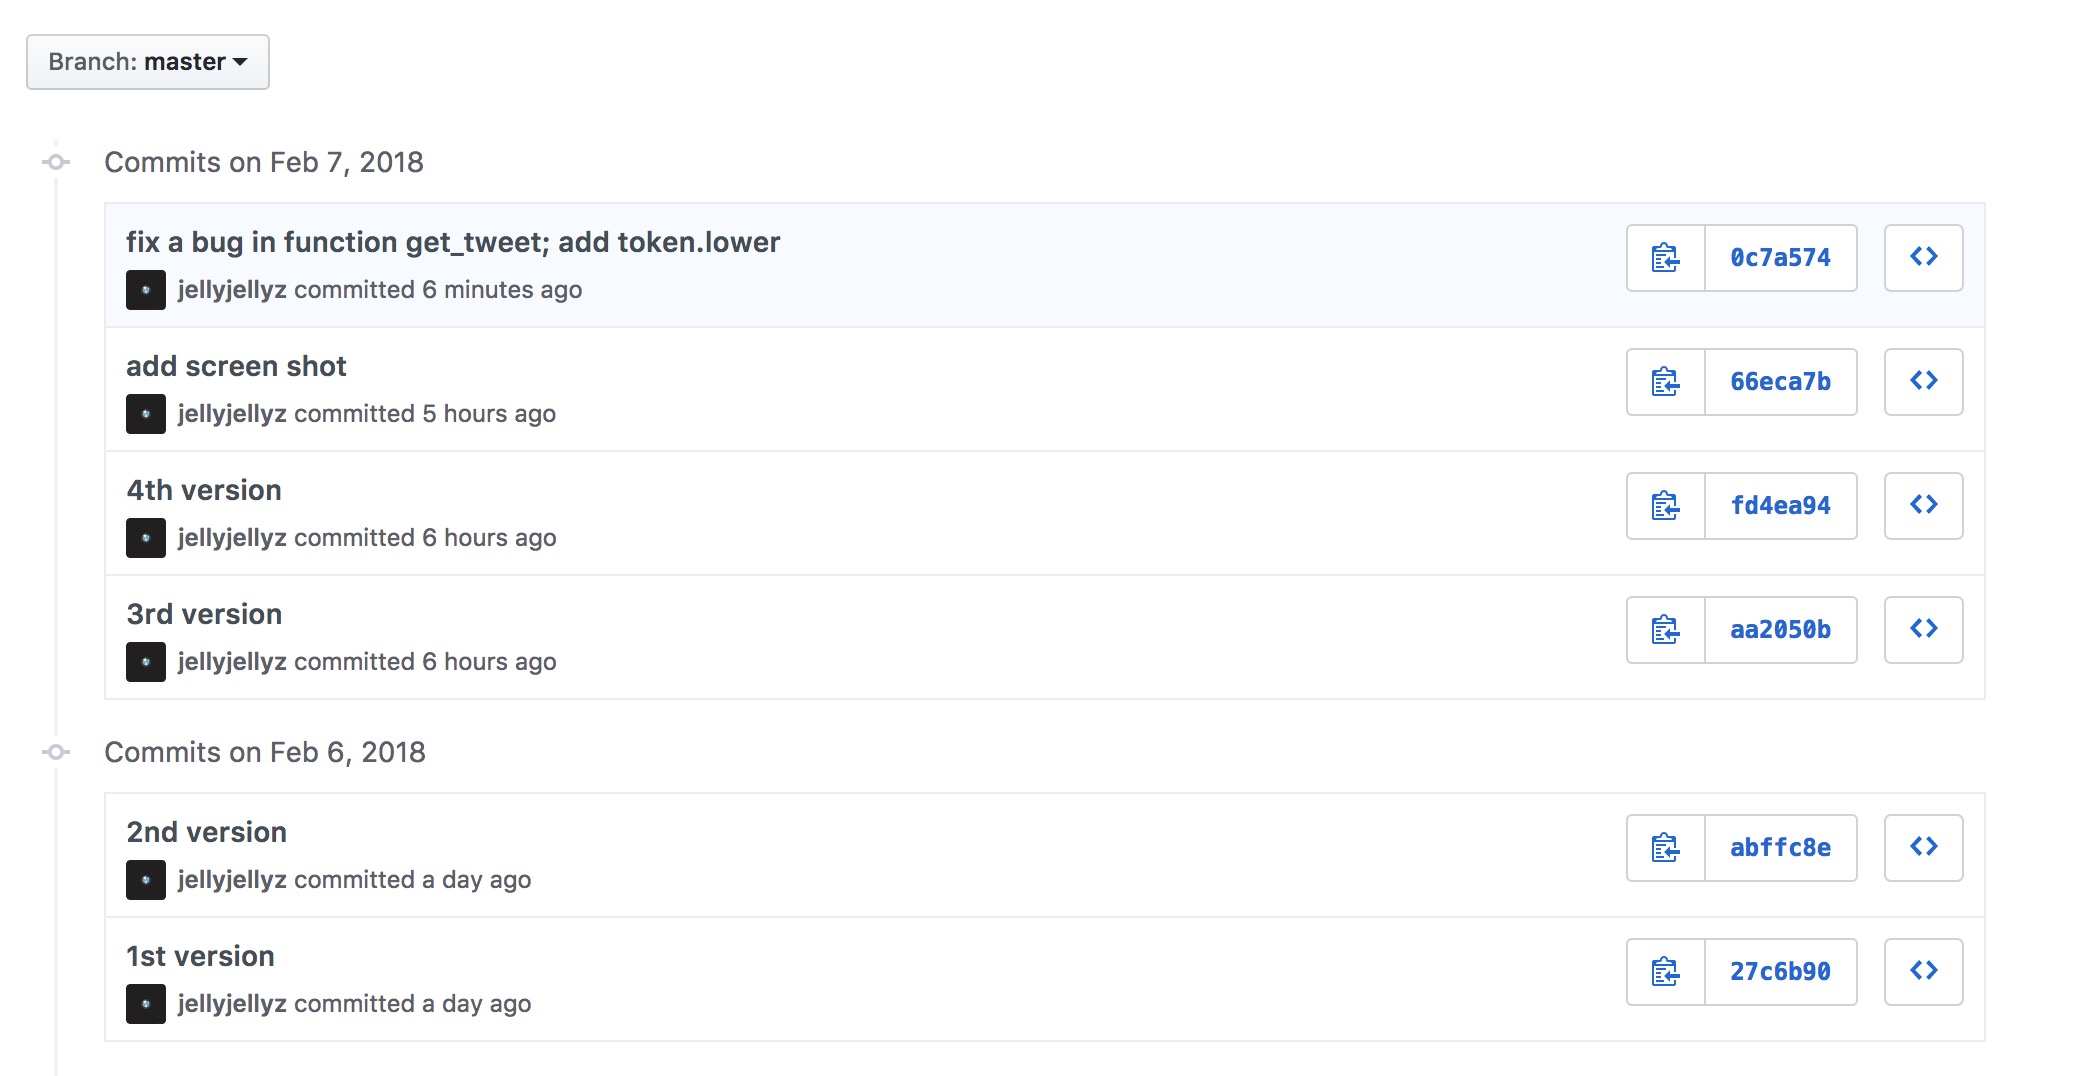 Branch: master
Commits on Feb 7, 2018
fix a bug in function get_tweet; add token.lower
jellyjellyz committed 6 minutes ago
0c7a574
add screen shot
jellyjellyz committed 5 hours ago
66eca7b
4th version
jellyjellyz committed 6 hours ago
fd4ea94
3rd version
jellyjellyz committed 6 hours ago
aa2050b
Commits on Feb 6, 2018
2nd version
jellyjellyz committed a day ago
abffc8e
1st version
jellyjellyz committed a day ago
27c6b90